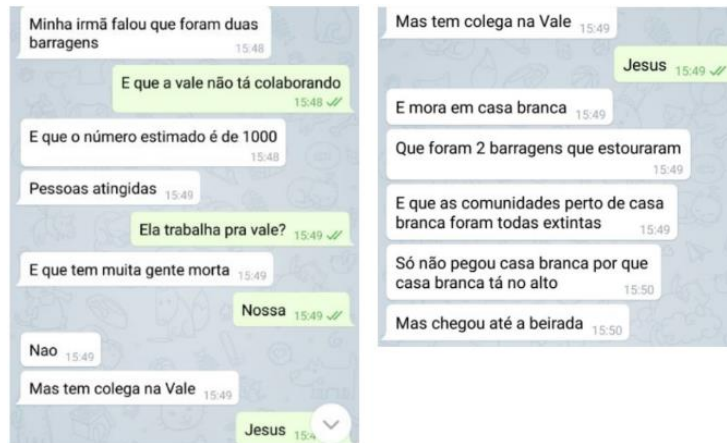 Minha irmã falou que foram duas
barragens
15:48
E que a vale não tá colaborando
15:48
E que o número estimado é de 1000
15:48
Pessoas atingidas 15:49
Ela trabalha pra vale? 15:49
E que tem muita gente morta 15:49
Nossa 15:49
Nao 15:49
Mas tem colega na Vale 15:49
Jesus 15:4
Mas tem colega na Vale 15:49
Jesus 15:49
E mora em casa branca 15:49
Que foram 2 barragens que estouraram
15:49
E que as comunidades perto de casa
branca foram todas extintas 15:49
Só não pegou casa branca por que
casa branca tá no alto 15:50
Mas chegou até a beirada 15:50